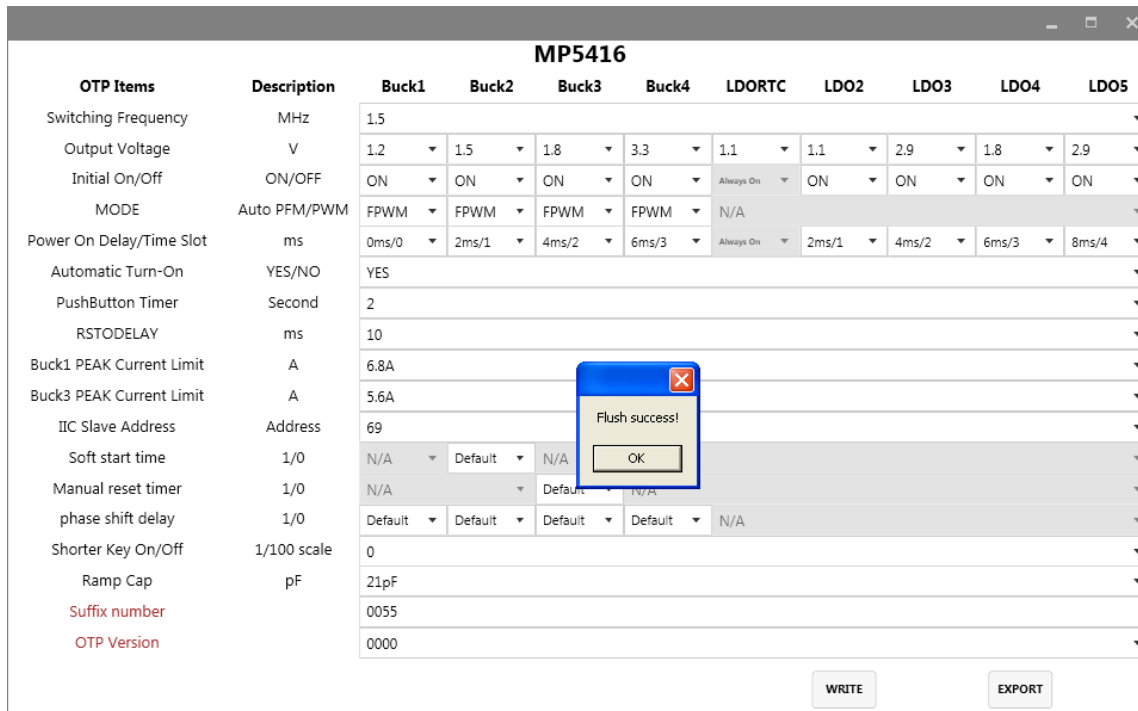 MP5416
OTP Items Description Buck1 Buck2 Buck3 Buck4 LDORTC LDO2 LDO3 LDO4 LDO5
Switching Frequency MHz 1.5
Output Voltage V 1.2 1.5 1.8 3.3 1.1 1.1 2.9 1.8 2.9
Initial On/Off ON/OFF ON ON ON ON Always On ON ON ON ON
MODE Auto PFM/PWM FPWM FPWM FPWM FPWM N/A
Power On Delay/Time Slot ms 0ms/0 2ms/1 4ms/2 6ms/3 Always On 2ms/1 4ms/2 6ms/3 8ms/4
Automatic Turn-On YES/NO YES
PushButton Timer Second 2
RSTODELAY ms 10
Buck1 PEAK Current Limit A 6.8A
Buck3 PEAK Current Limit A 5.6A
Flush success!
IIC Slave Address Address 69
Soft start time 1/0 N/A Default N/A
OK
Manual reset timer 1/0 N/A Default N/A
phase shift delay 1/0 Default Default Default Default N/A
Shorter Key On/Off 1/100 scale 0
Ramp Cap pF 21pF
Suffix number 0055
OTP Version 0000
WRITE EXPORT